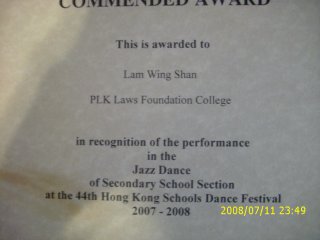 COMMENDED AWARD
This is awarded to
Lam Wing Shan
PLK Laws Foundation College
in recognition of the performance
in the
Jazz Dance
of Secondary School Section
at the 44th Hong Kong Schools Dance Festival
2007 - 2008
2008/07/11 23:49